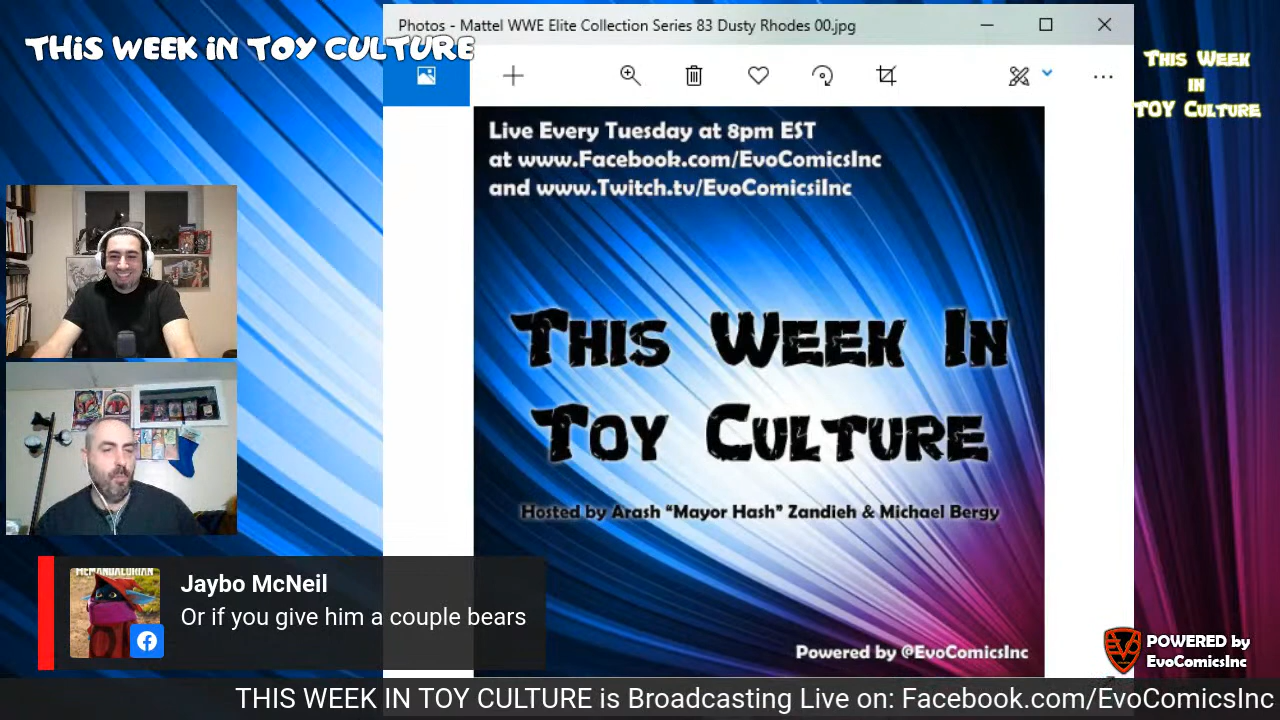 THiS WEEK iN TOY CULTURE
Photos - Mattel WWE Elite Collection Series 83 Dusty Rhodes 00.jpg
This Week
in
TOY Culture
Live Every Tuesday at 8pm EST
at www.Facebook.com/EvoComicsInc
and www.Twitch.tv/EvoComicsiInc
This Week In
Toy Culture
Hosted by Arash “Mayor Hash” Zandieh & Michael Bergy
Powered by @EvoComicsInc
Jaybo McNeil
Or if you give him a couple bears
POWERED by
EvoComicsInc
THIS WEEK IN TOY CULTURE is Broadcasting Live on: Facebook.com/EvoComicsInc